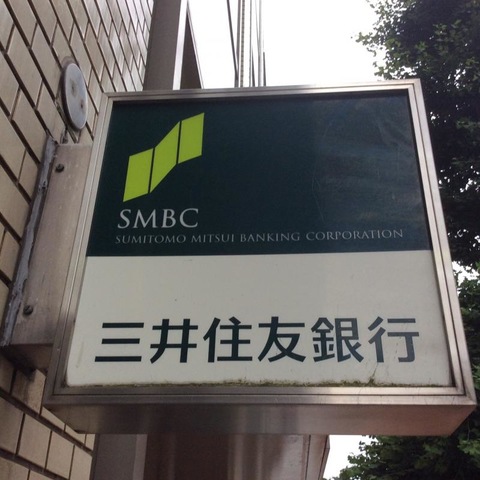 SMBC
SUMITOMO MITSUI BANKING CORPORATION
三井住友銀行